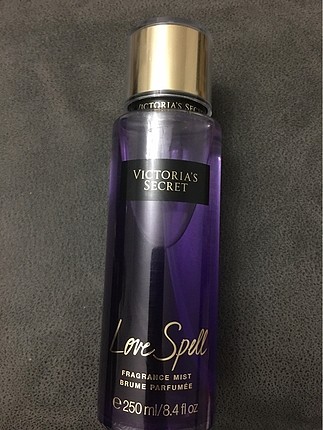 VICTORIA'S SECRET
VICTORIA'S
SECRET
Love Spell
FRAGRANCE MIST
BRUME PARFUMÉE
℮ 250 ml/8.4 fl oz